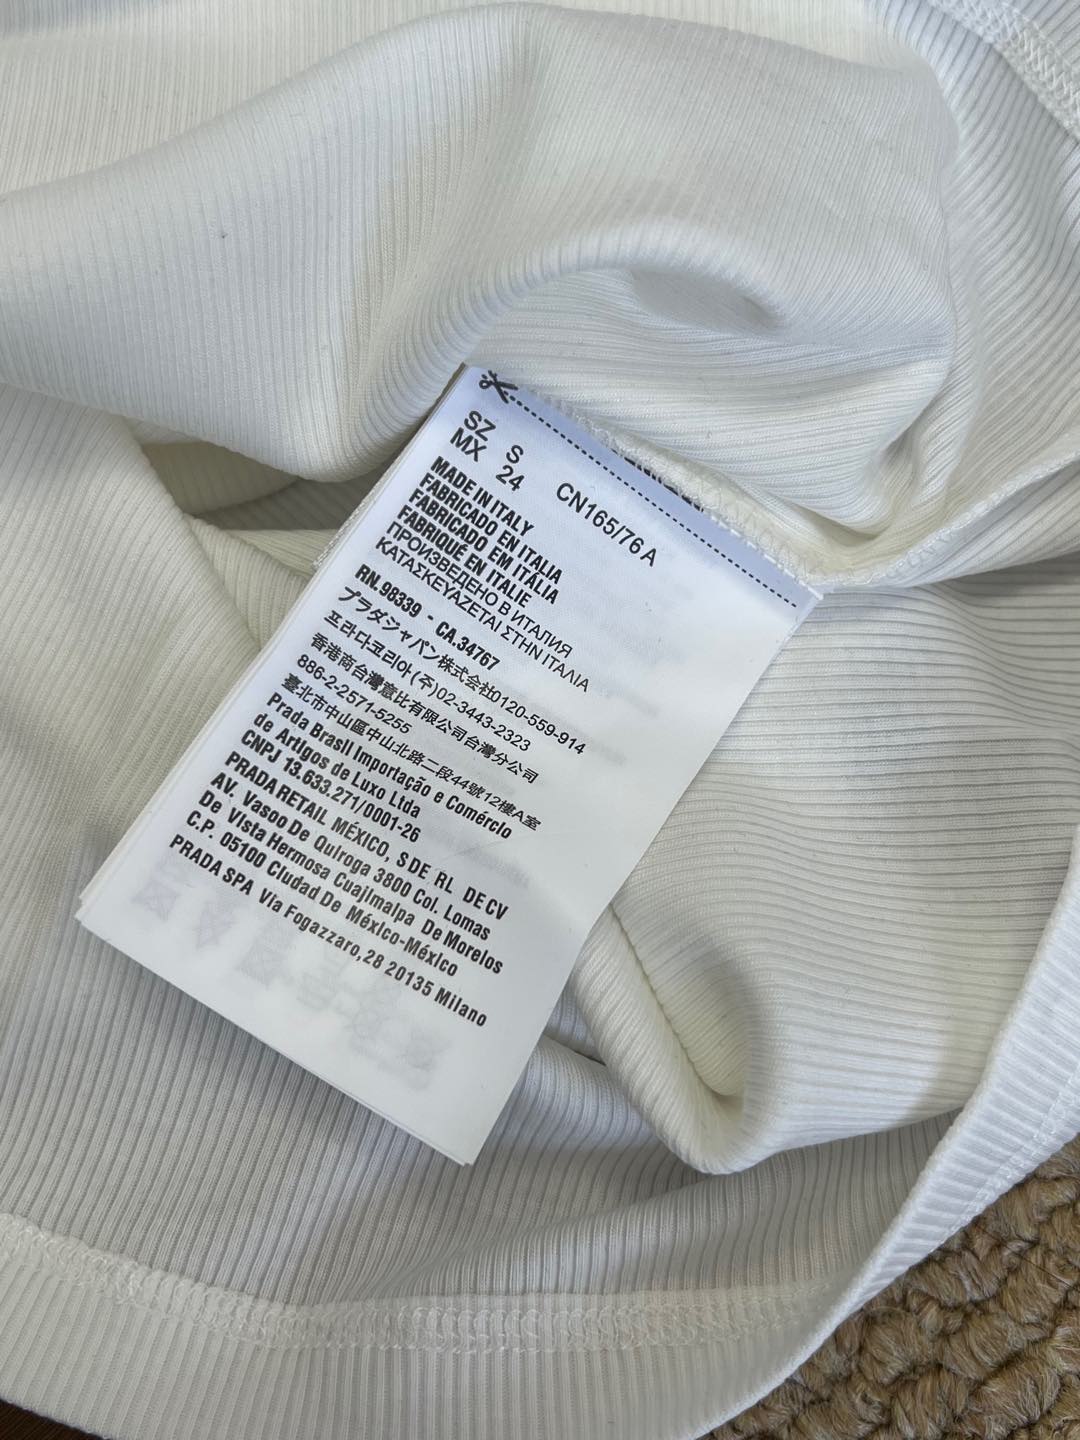 SZ S CN165/76 A
MX 24
MADE IN ITALY
FABRICADO EN ITALIA
FABRICADO EM ITÁLIA
FABRIQUÉ EN ITALIE
ПРОИЗВЕДЕНО В ИТАЛИЯ
ΚΑΤΑΣΚΕΥΑΖΕΤΑΙ ΣΤΗΝ ΙΤΑΛΙΑ
RN.98339 - CA.34767
プラダジャパン株式会社0120-559-914
프라다코리아(주)02-3443-2323
香港商台灣意比有限公司台灣分公司
886-2-2571-5255
臺北市中山區中山北路二段44號12樓A室
Prada Brasil Importação e Comércio
de Artigos de Luxo Ltda
CNPJ 13.633.271/0001-26
PRADA RETAIL MÉXICO, S DE RL DE CV
AV. Vasoo De Quiroga 3800 Col. Lomas
De Vista Hermosa Cuajimalpa De Morelos
C.P. 05100 Ciudad De México-México
PRADA SPA Via Fogazzaro,28 20135 Milano